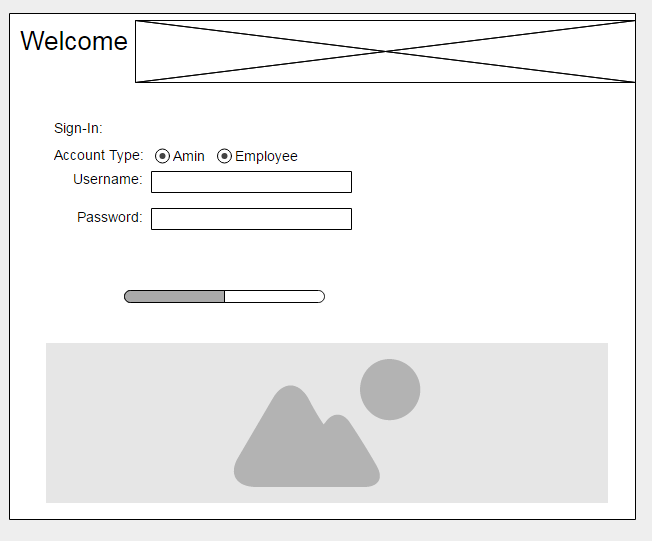 Welcome
Sign-In:
Account Type: Amin Employee
Username:
Password: